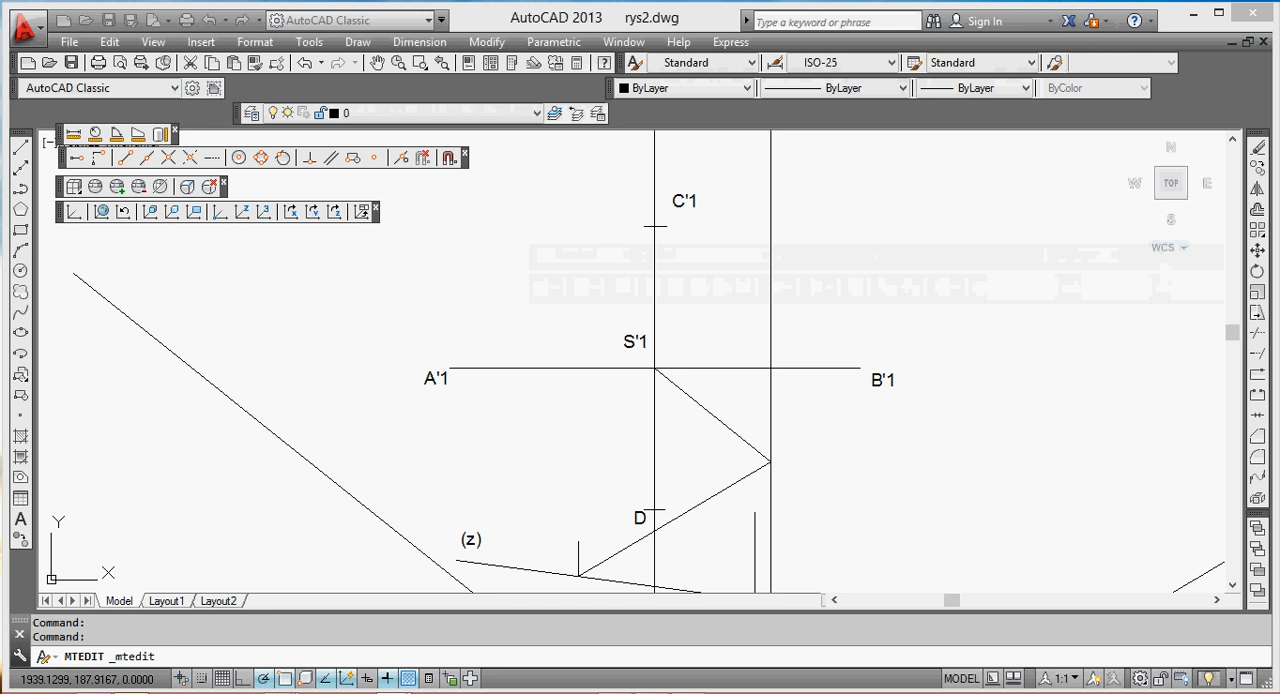 AutoCAD Classic
AutoCAD 2013 rys2.dwg
Type a keyword or phrase
Sign In
File Edit View Insert Format Tools Draw Dimension Modify Parametric Window Help Express
Standard ISO-25 Standard
AutoCAD Classic
ByLayer ByLayer ByLayer ByColor
0
[−
N
W TOP E
S
WCS
C'1
S'1
A'1
B'1
D
(z)
Y
X
Model Layout1 Layout2
Command:
Command:
MTEDIT _mtedit
1939.1299, 187.9167, 0.0000
MODEL
1:1